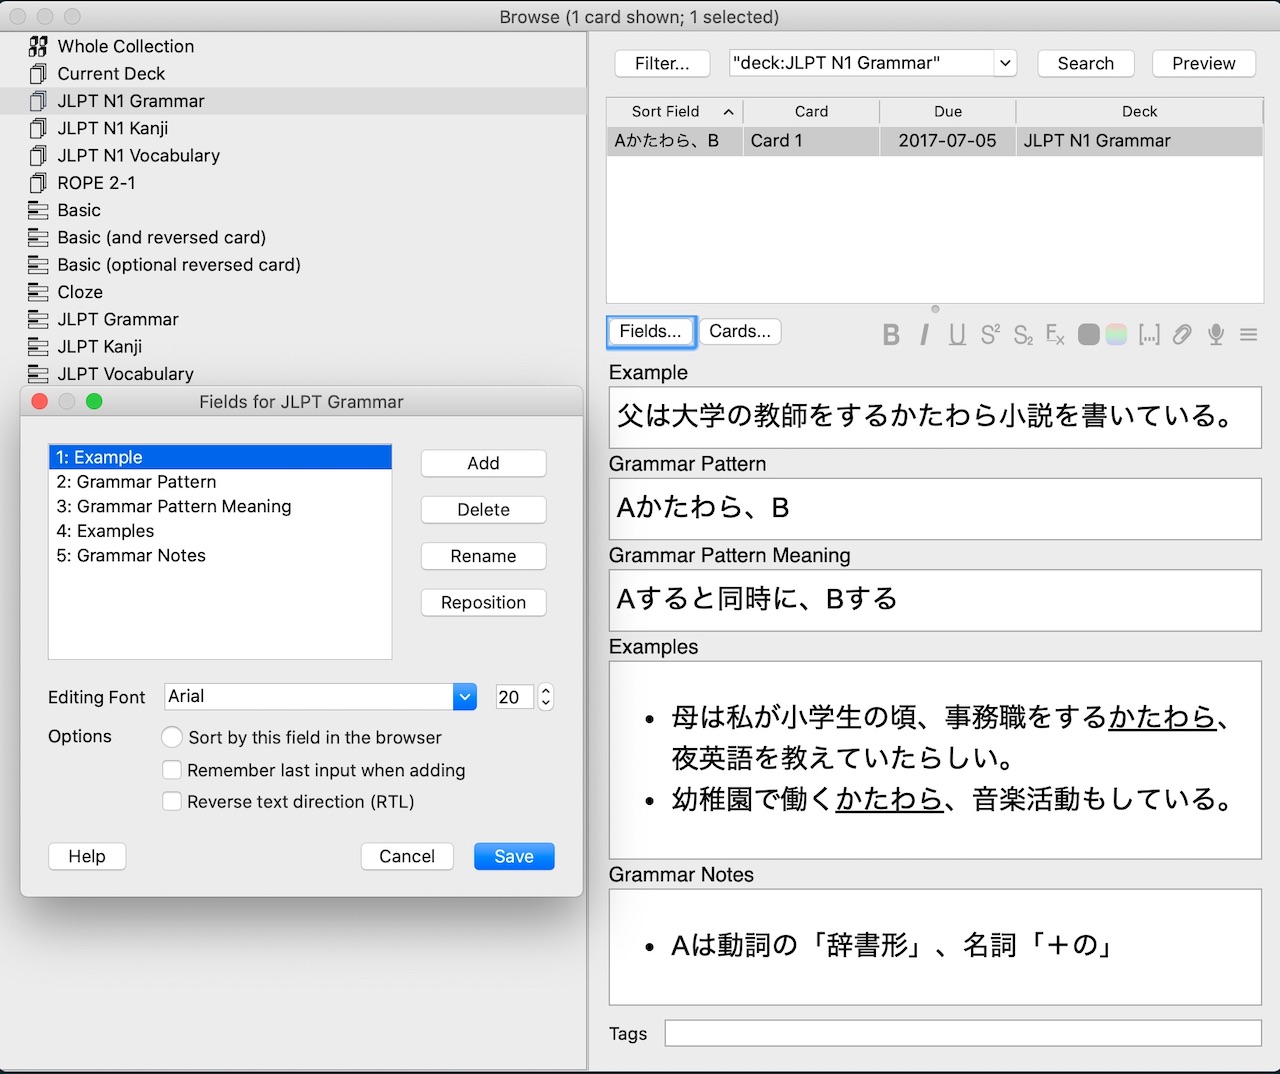 Browse (1 card shown; 1 selected)
Whole Collection
Current Deck
JLPT N1 Grammar
JLPT N1 Kanji
JLPT N1 Vocabulary
ROPE 2-1
Basic
Basic (and reversed card)
Basic (optional reversed card)
Cloze
JLPT Grammar
JLPT Kanji
JLPT Vocabulary
Fields for JLPT Grammar
1: Example
2: Grammar Pattern
3: Grammar Pattern Meaning
4: Examples
5: Grammar Notes
Add
Delete
Rename
Reposition
Editing Font Arial 20
Options Sort by this field in the browser
Remember last input when adding
Reverse text direction (RTL)
Help Cancel Save
Filter... "deck:JLPT N1 Grammar" Search Preview
Sort Field Card Due Deck
Aかたわら、B Card 1 2017-07-05 JLPT N1 Grammar
Fields... Cards... B I U S² S₂ Ex [...]
Example
父は大学の教師をするかたわら小説を書いている。
Grammar Pattern
Aかたわら、B
Grammar Pattern Meaning
Aすると同時に、Bする
Examples
• 母は私が小学生の頃、事務職をするかたわら、
夜英語を教えていたらしい。
• 幼稚園で働くかたわら、音楽活動もしている。
Grammar Notes
• Aは動詞の「辞書形」、名詞「＋の」
Tags